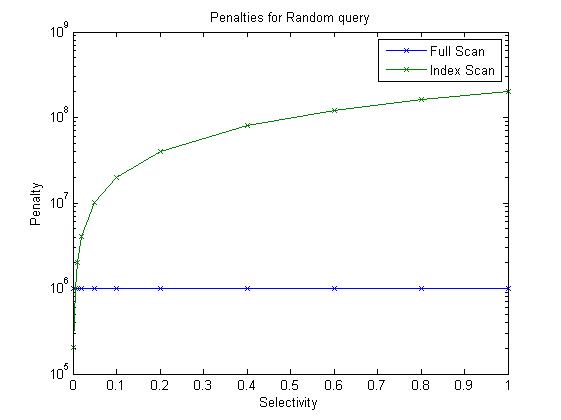 Penalties for Random query
10^9
Full Scan
Index Scan
10^8
10^7
10^6
10^5
Penalty
0 0.1 0.2 0.3 0.4 0.5 0.6 0.7 0.8 0.9 1
Selectivity